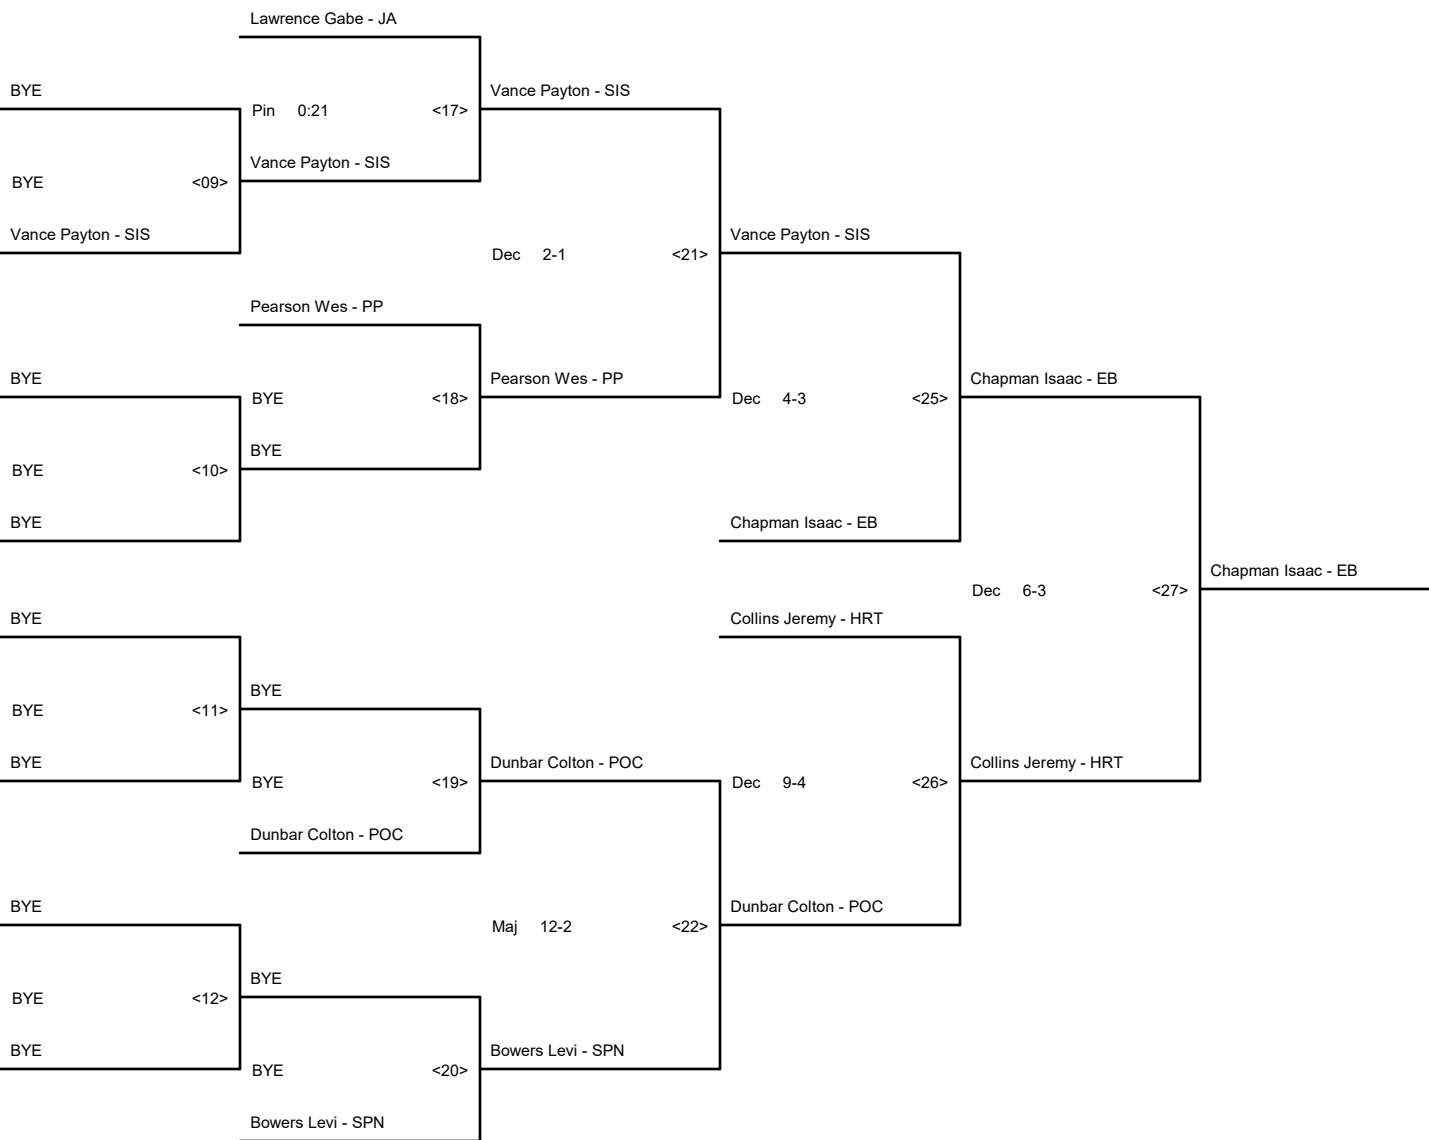 Lawrence Gabe - JA
BYE
Pin 0:21 <17>
Vance Payton - SIS
Vance Payton - SIS
BYE <09>
Vance Payton - SIS
Dec 2-1 <21>
Vance Payton - SIS
Pearson Wes - PP
BYE
BYE <18>
Pearson Wes - PP
Dec 4-3 <25>
Chapman Isaac - EB
BYE
BYE <10>
BYE
Chapman Isaac - EB
Chapman Isaac - EB
Dec 6-3 <27>
BYE
Collins Jeremy - HRT
BYE
BYE <11>
BYE
BYE <19>
Dunbar Colton - POC
Dec 9-4 <26>
Collins Jeremy - HRT
Dunbar Colton - POC
BYE
Maj 12-2 <22>
Dunbar Colton - POC
BYE
BYE <12>
BYE
BYE <20>
Bowers Levi - SPN
Bowers Levi - SPN